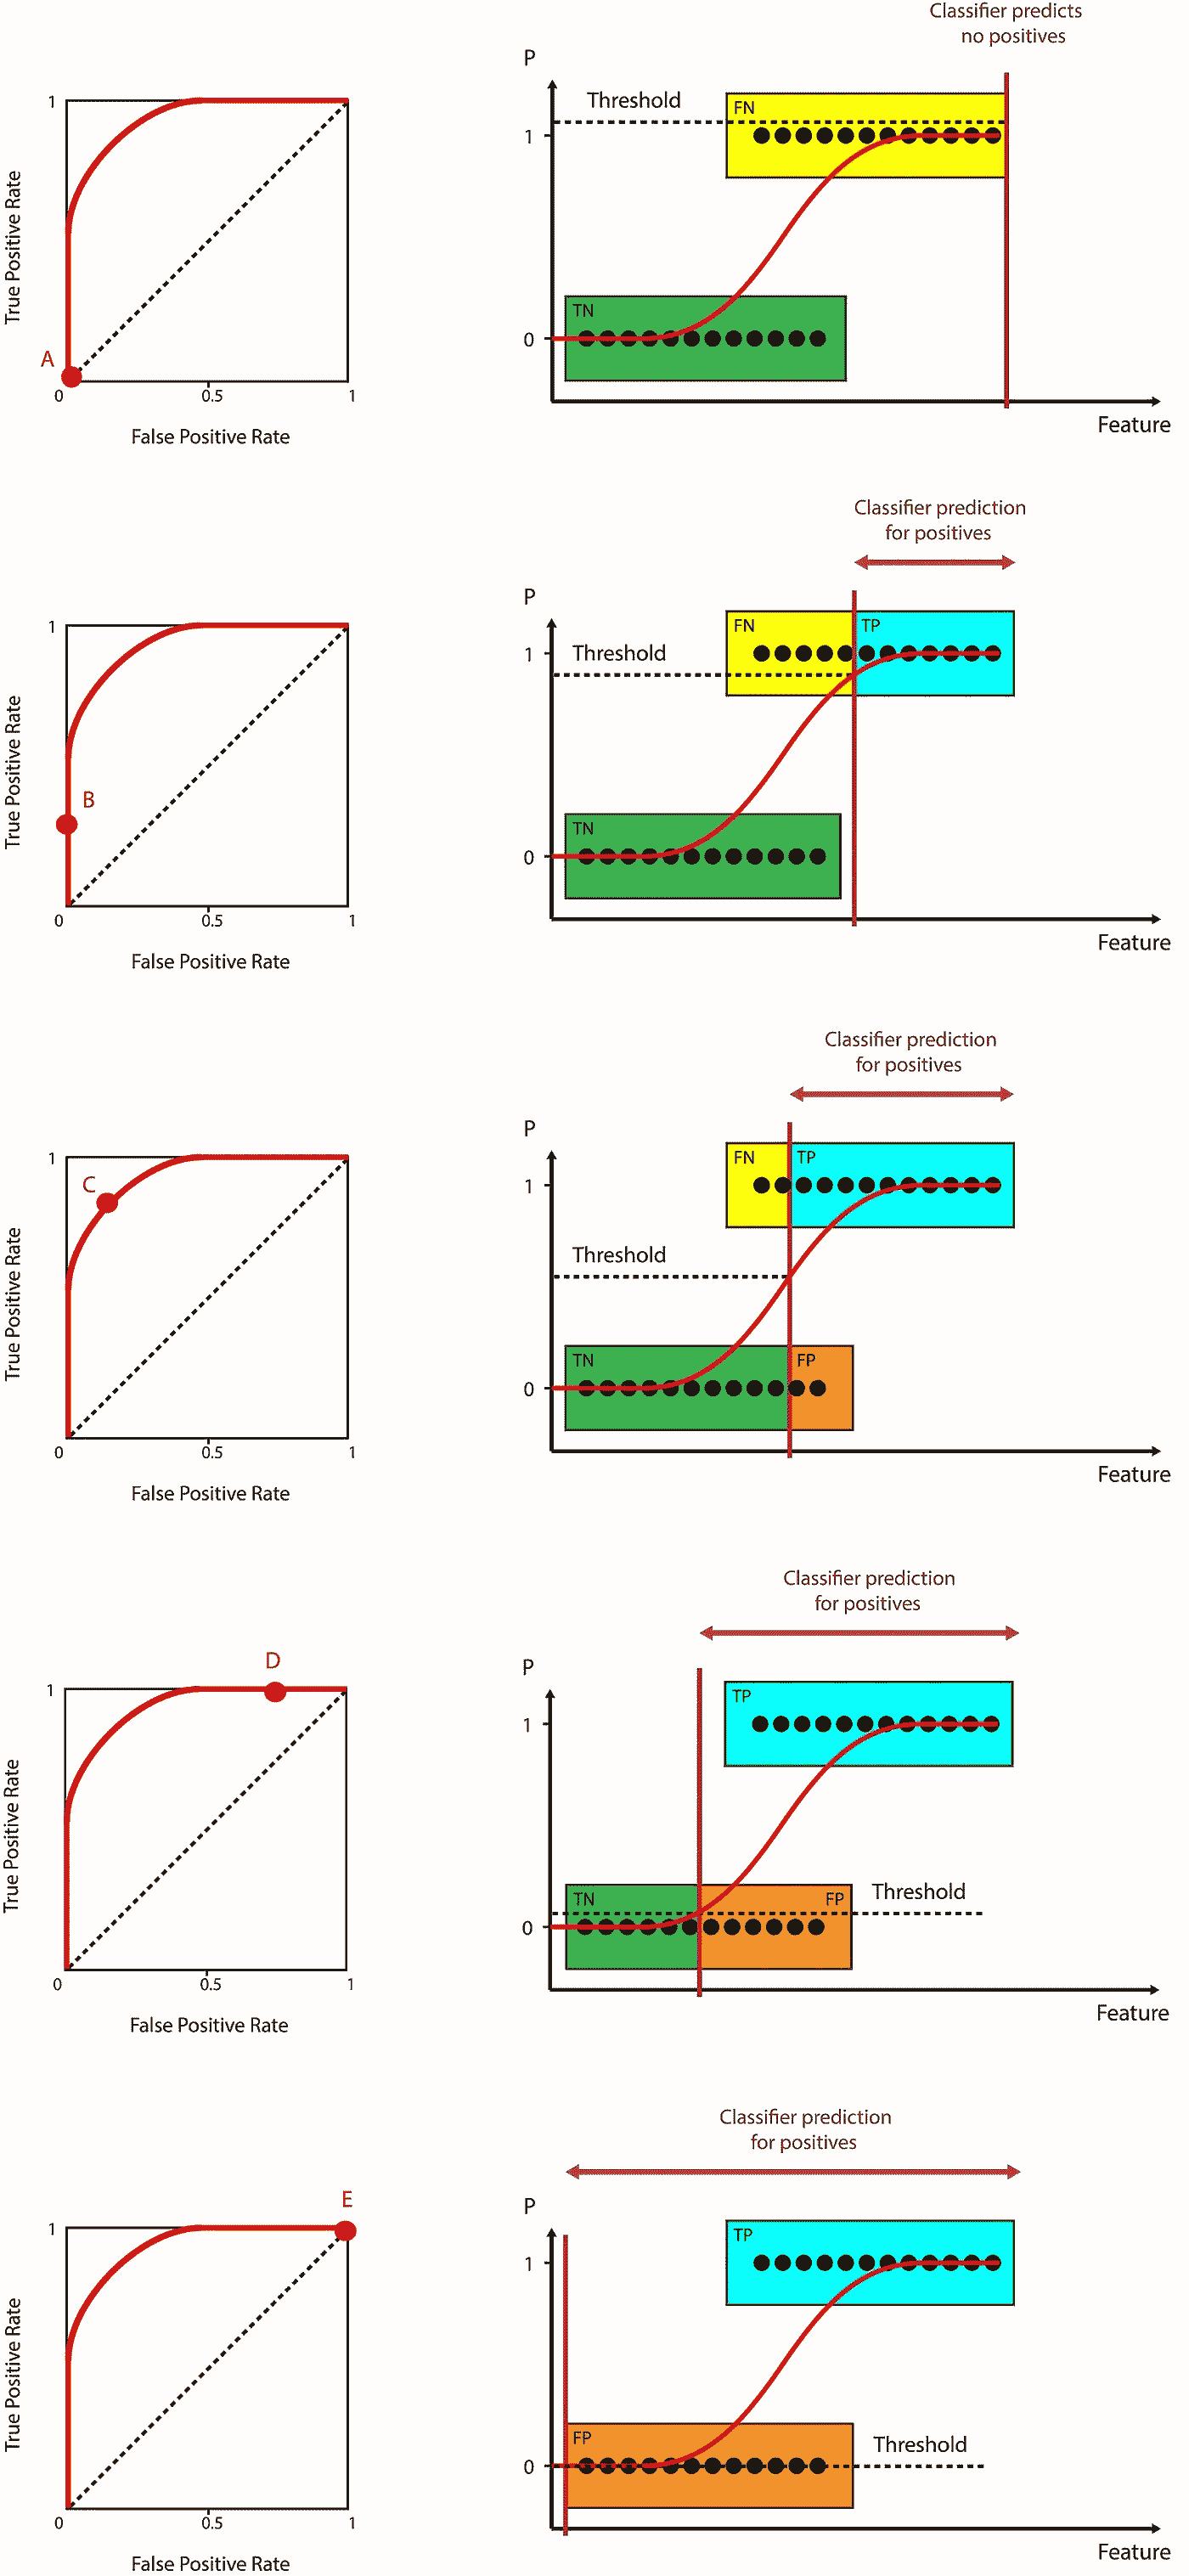 Classifier predicts
no positives
P
1
Threshold
FN
True Positive Rate
1
TN
0
A
0
0.5
1
False Positive Rate
Feature
Classifier prediction
for positives
P
FN
TP
1
Threshold
True Positive Rate
1
B
TN
0
0
0.5
1
False Positive Rate
Feature
Classifier prediction
for positives
P
FN
TP
1
True Positive Rate
1
C
Threshold
TN
FP
0
0
0.5
1
False Positive Rate
Feature
Classifier prediction
for positives
D
P
TP
1
True Positive Rate
1
TN
FP
Threshold
0
0
0.5
1
False Positive Rate
Feature
Classifier prediction
for positives
E
P
TP
1
True Positive Rate
1
FP
Threshold
0
0
0.5
1
False Positive Rate
Feature